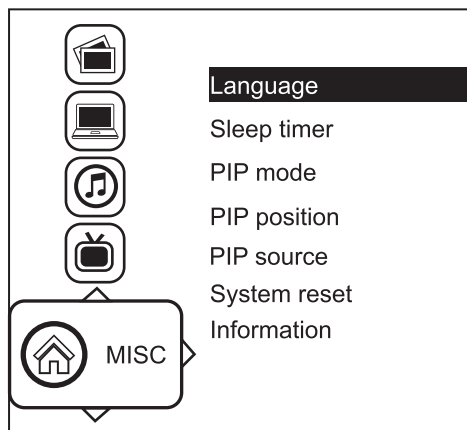 Language
Sleep timer
PIP mode
PIP position
PIP source
System reset
Information
MISC